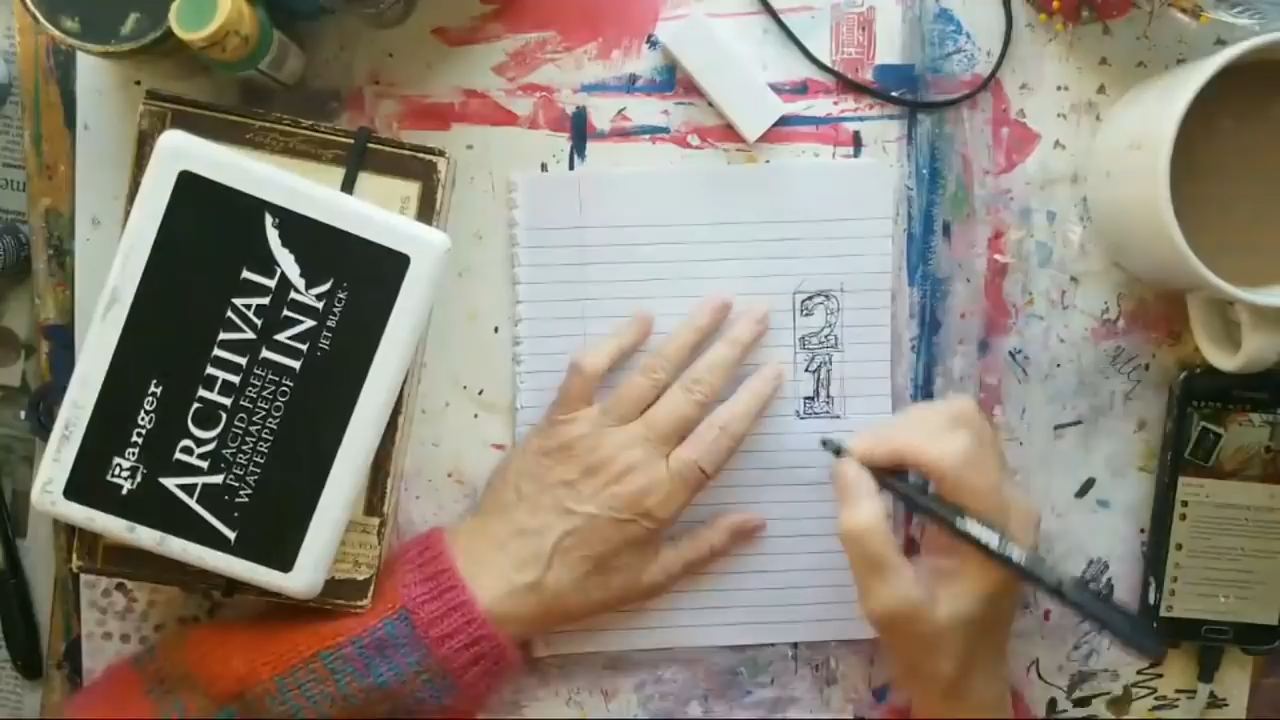 Ranger
ARCHIVAL
INK
· ACID FREE
· PERMANENT
· WATERPROOF
· JET BLACK ·
2
1